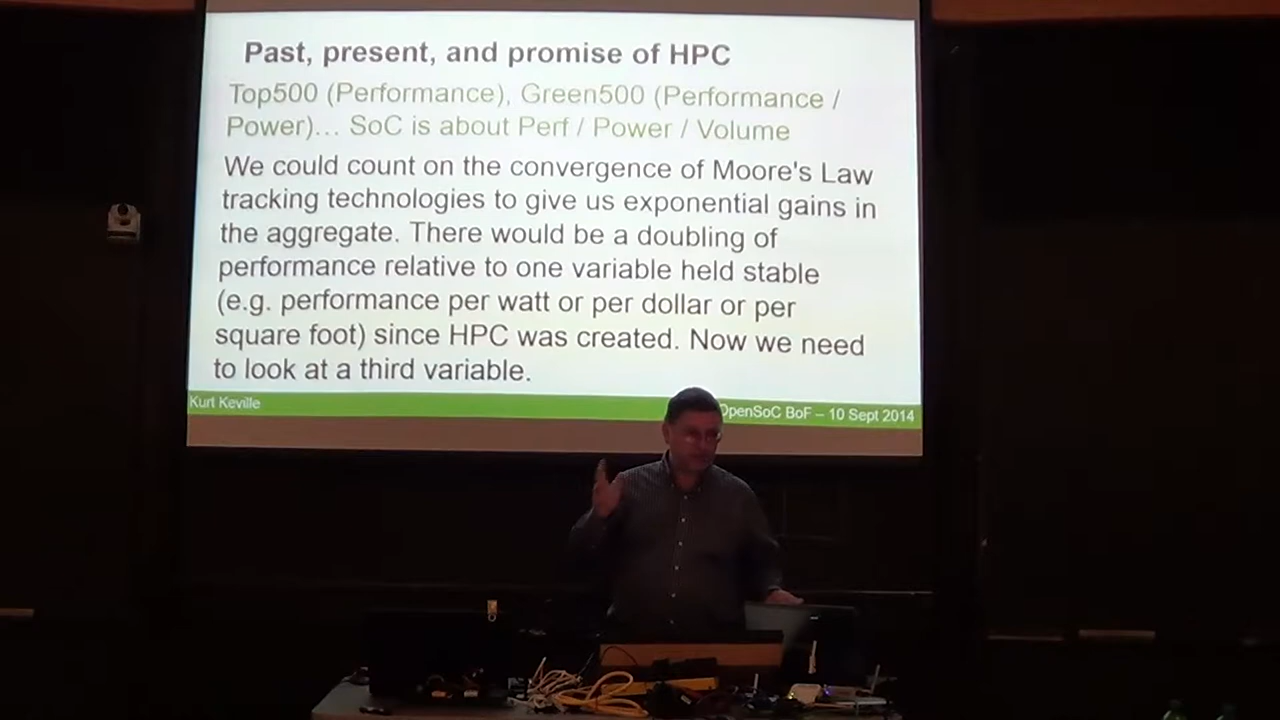 Past, present, and promise of HPC
Top500 (Performance), Green500 (Performance /
Power)... SoC is about Perf / Power / Volume
We could count on the convergence of Moore's Law
tracking technologies to give us exponential gains in
the aggregate. There would be a doubling of
performance relative to one variable held stable
(e.g. performance per watt or per dollar or per
square foot) since HPC was created. Now we need
to look at a third variable.
Kurt Keville
OpenSoC BoF – 10 Sept 2014